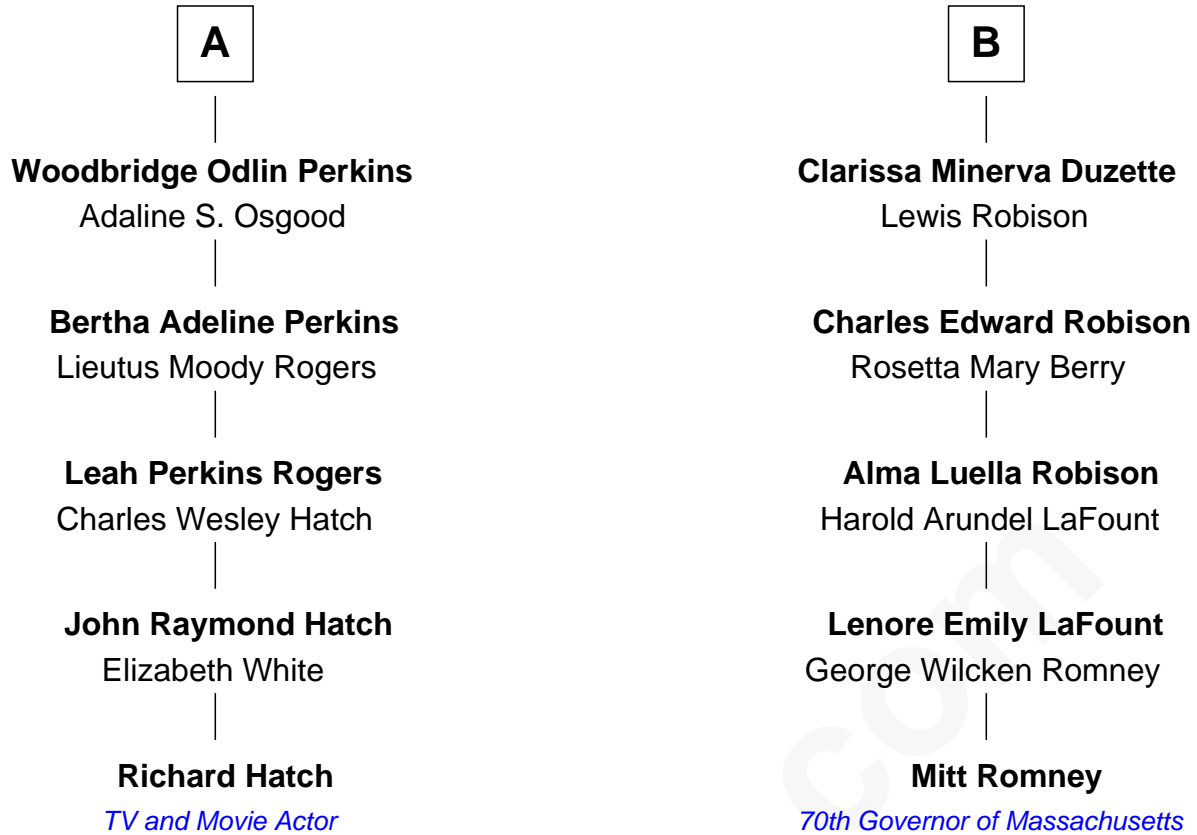 A
Woodbridge Odlin Perkins
Adaline S. Osgood
Bertha Adeline Perkins
Lieutus Moody Rogers
Leah Perkins Rogers
Charles Wesley Hatch
John Raymond Hatch
Elizabeth White
Richard Hatch
TV and Movie Actor
B
Clarissa Minerva Duzette
Lewis Robison
Charles Edward Robison
Rosetta Mary Berry
Alma Luella Robison
Harold Arundel LaFount
Lenore Emily LaFount
George Wilcken Romney
Mitt Romney
70th Governor of Massachusetts
com